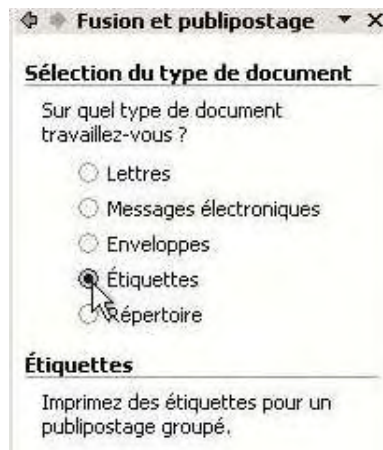 Fusion et publipostage
Sélection du type de document
Sur quel type de document
travaillez-vous ?
Lettres
Messages électroniques
Enveloppes
Étiquettes
Répertoire
Étiquettes
Imprimez des étiquettes pour un
publipostage groupé.